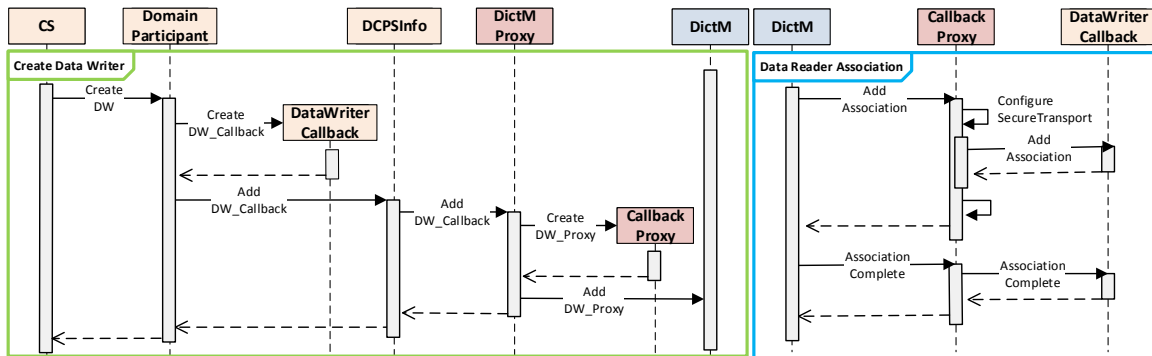 CS
Domain
Participant
DCPSInfo
DictM
Proxy
DictM
Create Data Writer
Create
DW
Create
DW_Callback
DataWriter
Callback
Add
DW_Callback
Add
DW_Callback
Create
DW_Proxy
Callback
Proxy
Add
DW_Proxy
DictM
Callback
Proxy
DataWriter
Callback
Data Reader Association
Add
Association
Configure
SecureTransport
Add
Association
Association
Complete
Association
Complete